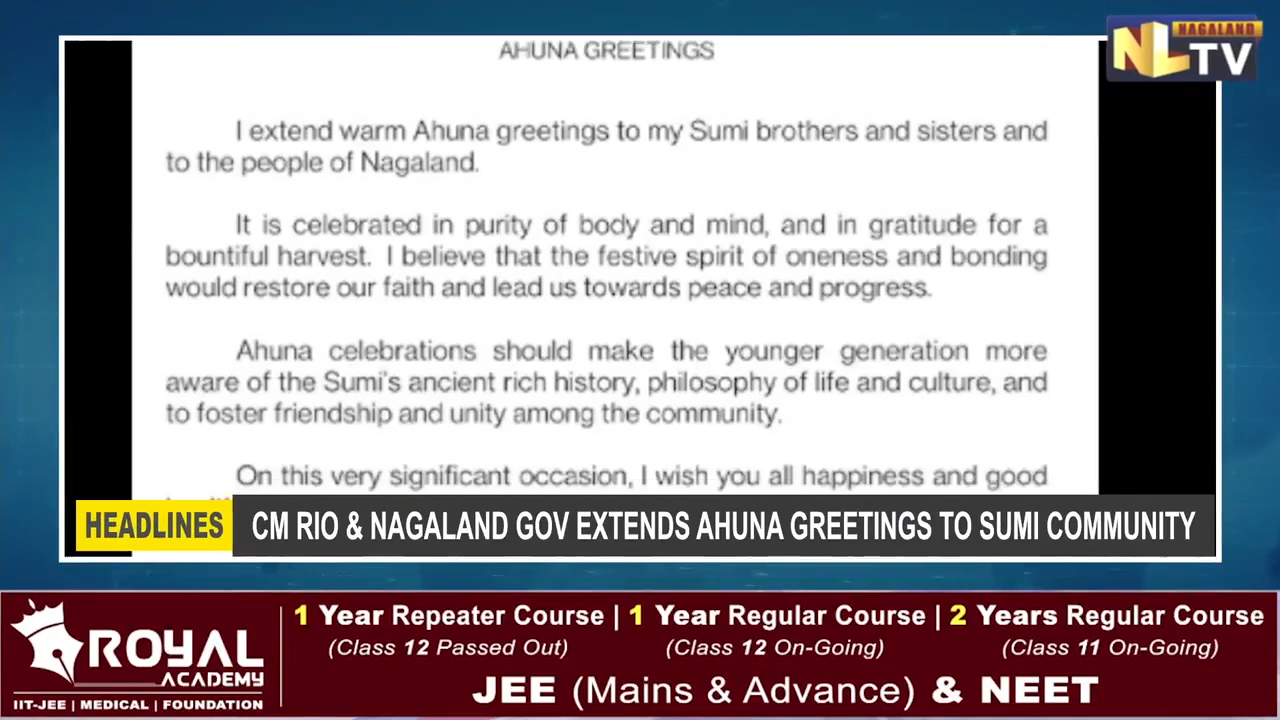 NAGALAND
NL TV
AHUNA GREETINGS
I extend warm Ahuna greetings to my Sumi brothers and sisters and
to the people of Nagaland.
It is celebrated in purity of body and mind, and in gratitude for a
bountiful harvest. I believe that the festive spirit of oneness and bonding
would restore our faith and lead us towards peace and progress.
Ahuna celebrations should make the younger generation more
aware of the Sumi's ancient rich history, philosophy of life and culture, and
to foster friendship and unity among the community.
On this very significant occasion, I wish you all happiness and good
HEADLINES CM RIO & NAGALAND GOV EXTENDS AHUNA GREETINGS TO SUMI COMMUNITY
ROYAL
ACADEMY
IIT-JEE | MEDICAL | FOUNDATION
1 Year Repeater Course | 1 Year Regular Course | 2 Years Regular Course
(Class 12 Passed Out) (Class 12 On-Going) (Class 11 On-Going)
JEE (Mains & Advance) & NEET